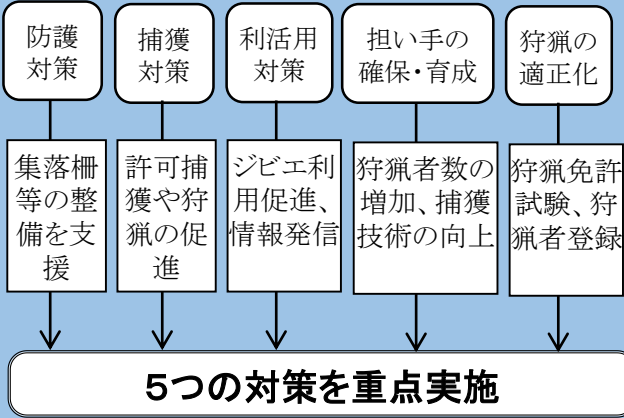 防護
対策
捕獲
対策
利活用
対策
担い手の
確保・育成
狩猟の
適正化
集落柵
等の整
備を支
援
許可捕
獲や狩
猟の促
進
ジビエ利
用促進、
情報発信
狩猟者数の
増加、捕獲
技術の向上
狩猟免許
試験、狩
猟者登録
５つの対策を重点実施